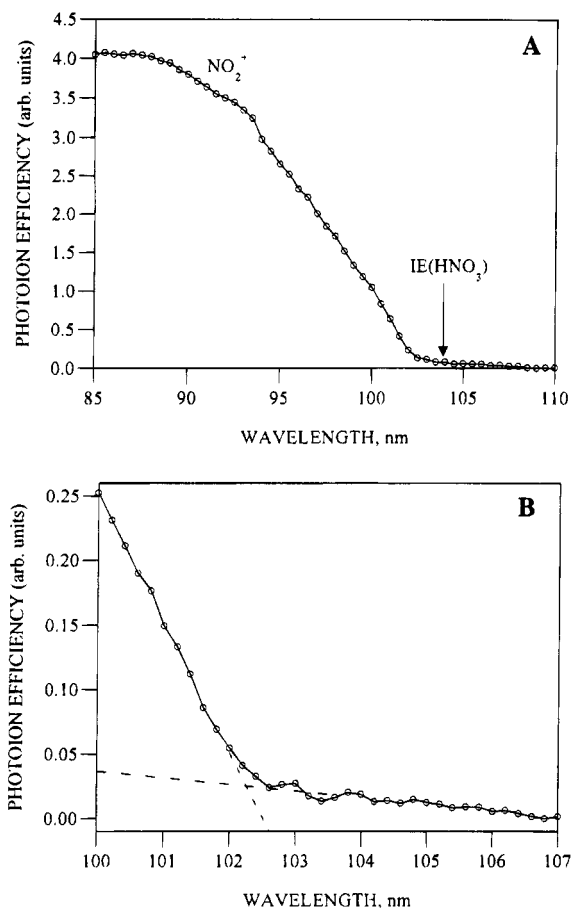 A
NO₂⁺
IE(HNO₃)
PHOTOION EFFICIENCY (arb. units)
4.5
4.0
3.5
3.0
2.5
2.0
1.5
1.0
0.5
0.0
85 90 95 100 105 110
WAVELENGTH, nm
B
PHOTOION EFFICIENCY (arb. units)
0.25
0.20
0.15
0.10
0.05
0.00
100 101 102 103 104 105 106 107
WAVELENGTH, nm